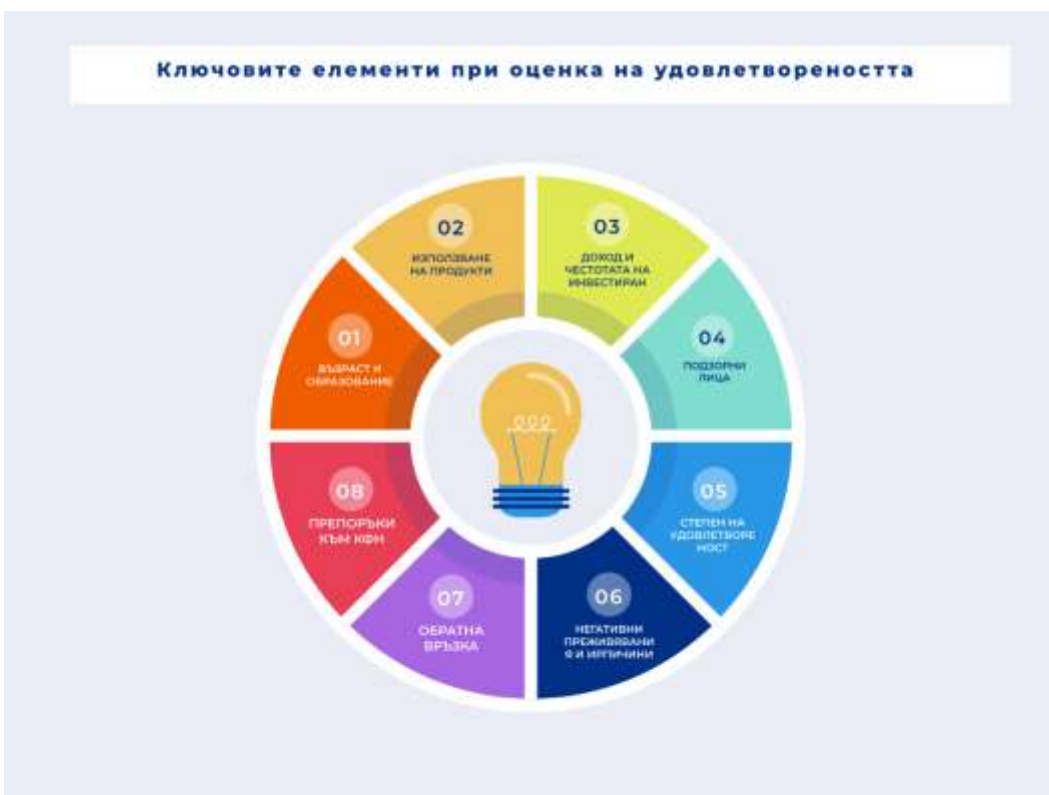 Ключовите елементи при оценка на удовлетвореността
01
ВЪЗРАСТ И
ОБРАЗОВАНИЕ
02
ИЗПОЛЗВАНЕ
НА ПРОДУКТИ
03
ДОХОД И
ЧЕСТОТАТА НА
ИНВЕСТИРАН
04
ПОДЗОРНИ
ЛИЦА
05
СТЕПЕН НА
УДОВЛЕТВОРЕ
НОСТ
06
НЕГАТИВНИ
ПРЕЖИВЯВАНИ
Я И ИРПИЧИНИ
07
ОБРАТНА
ВРЪЗКА
08
ПРЕПОРЪКИ
КЪМ КФН